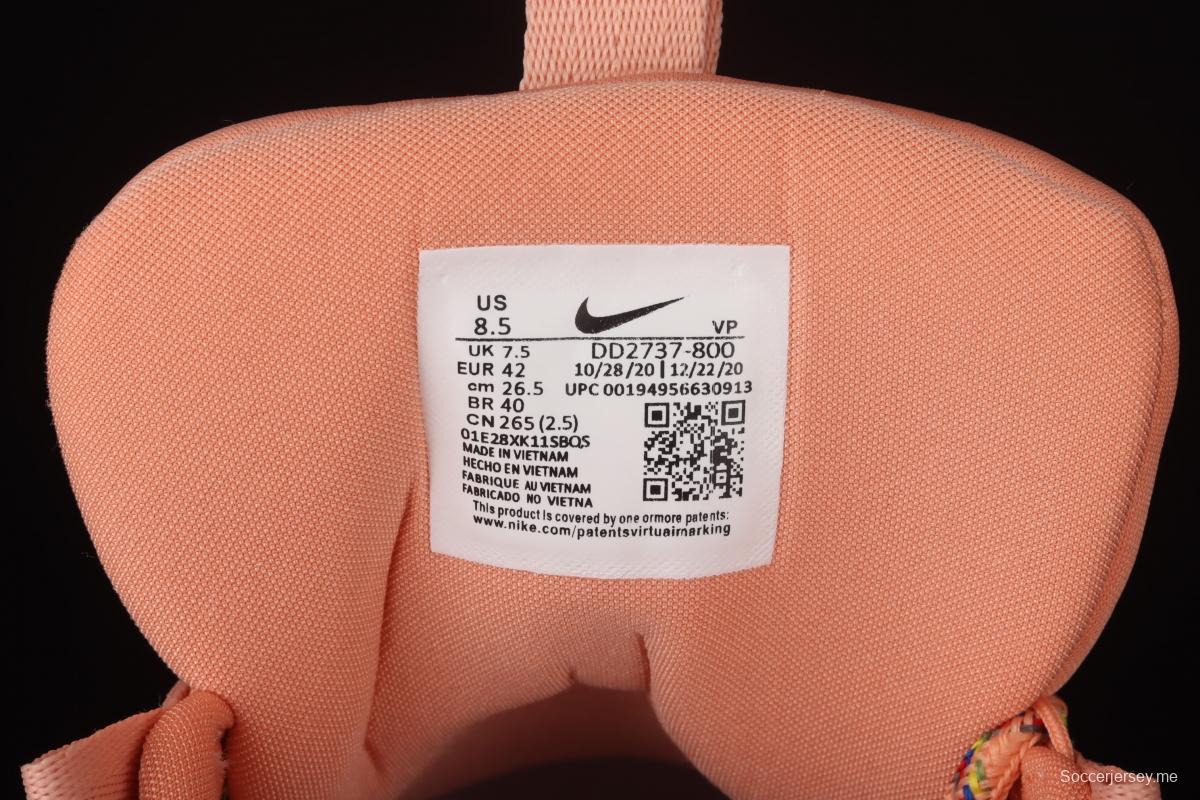 US
8.5
VP
UK 7.5
DD2737-800
EUR 42
10/28/20 | 12/22/20
cm 26.5
UPC 00194956630913
BR 40
CN 265 (2.5)
01E28XK11SBQS
MADE IN VIETNAM
HECHO EN VIETNAM
FABRIQUE AU VIETNAM
FABRICADO NO VIETNA
This product is covered by one ormore patents:
www.nike.com/patentsvirtuairnarking
Soccerjersey.me